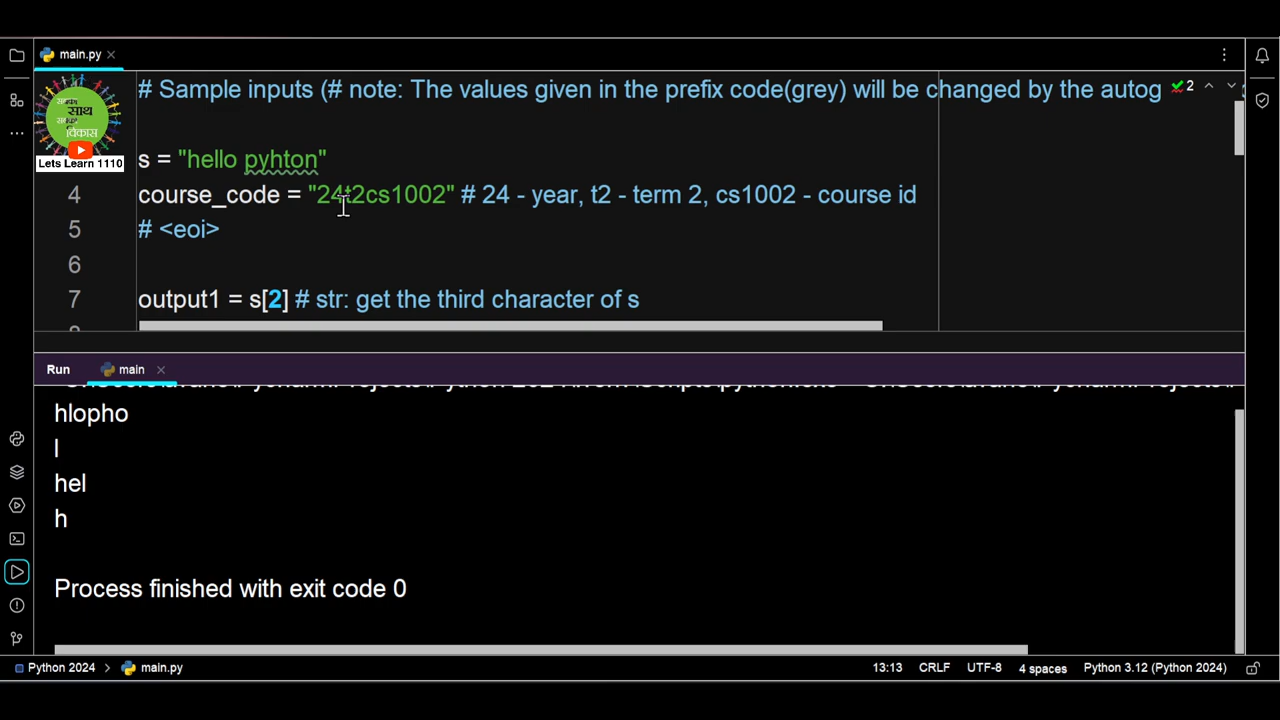 main.py
# Sample inputs (# note: The values given in the prefix code(grey) will be changed by the autog
2
सबका
साथ
सबका
विकास
Lets Learn 1110
s = "hello pyhton"
4 course_code = "24t2cs1002" # 24 - year, t2 - term 2, cs1002 - course id
5 # <eoi>
6
7 output1 = s[2] # str: get the third character of s
Run main
hlopho
l
hel
h
Process finished with exit code 0
Python 2024 > main.py 13:13 CRLF UTF-8 4 spaces Python 3.12 (Python 2024)